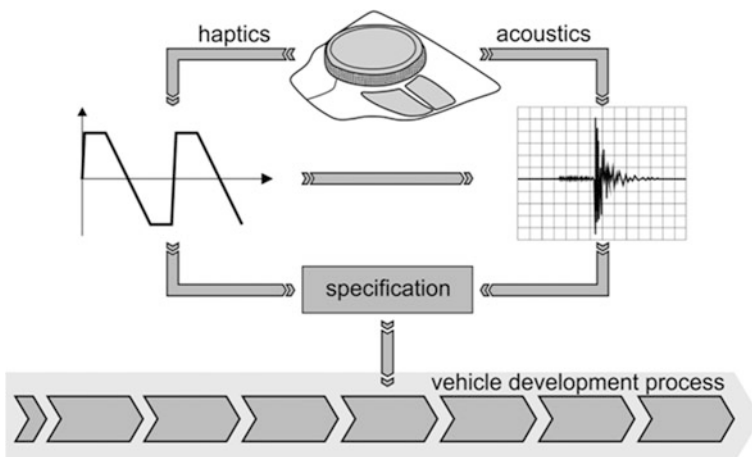 haptics
acoustics
specification
vehicle development process